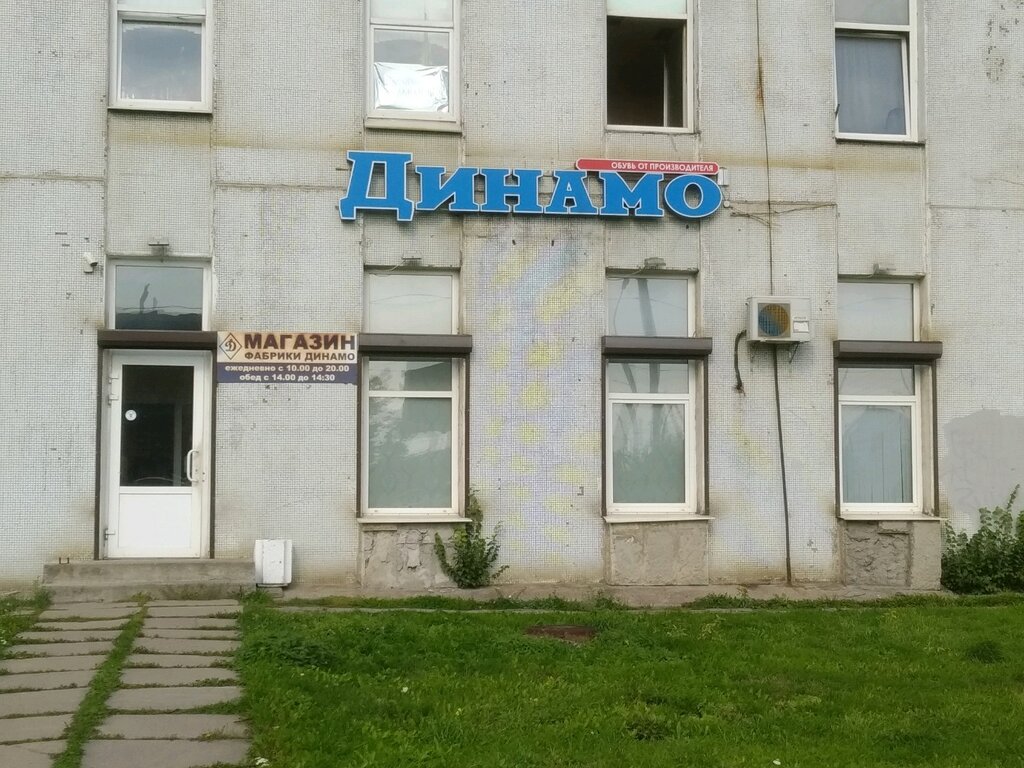 ОБУВЬ ОТ ПРОИЗВОДИТЕЛЯ
ДИНАМО
МАГАЗИН
ФАБРИКИ ДИНАМО
ежедневно с 10.00 до 20.00
обед с 14.00 до 14:30